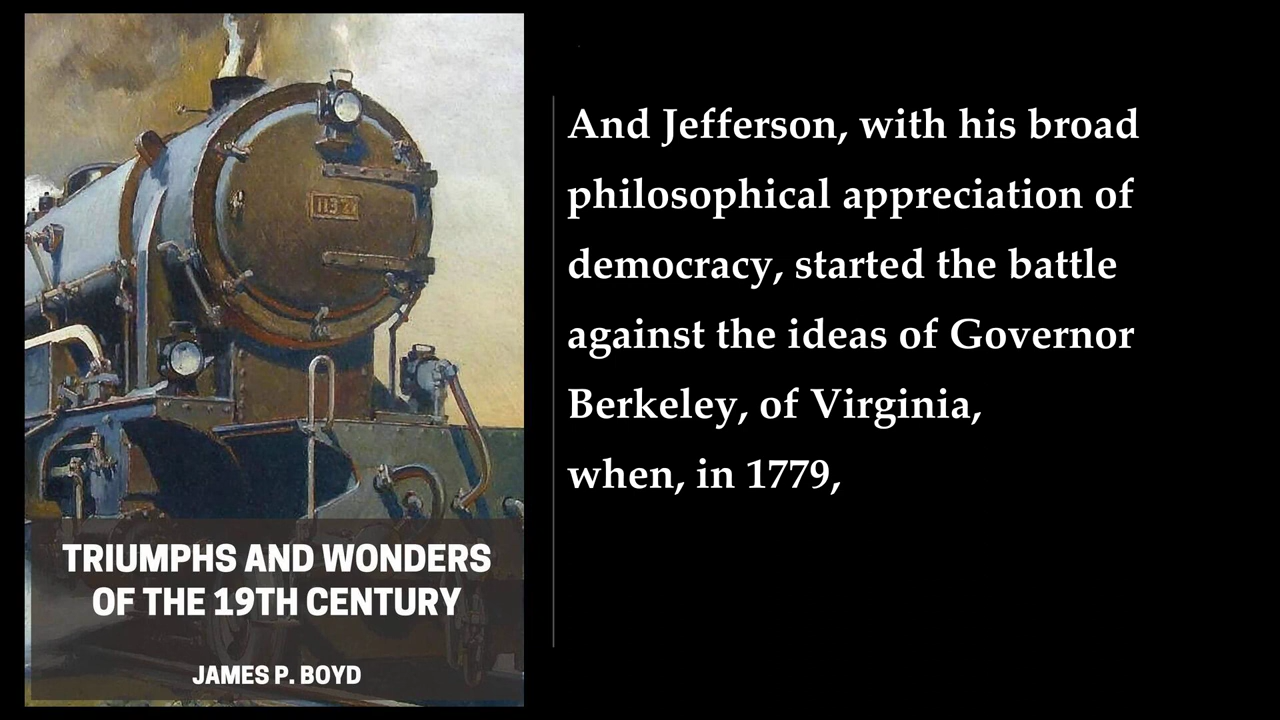 TRIUMPHS AND WONDERS
OF THE 19TH CENTURY
JAMES P. BOYD
And Jefferson, with his broad
philosophical appreciation of
democracy, started the battle
against the ideas of Governor
Berkeley, of Virginia,
when, in 1779,